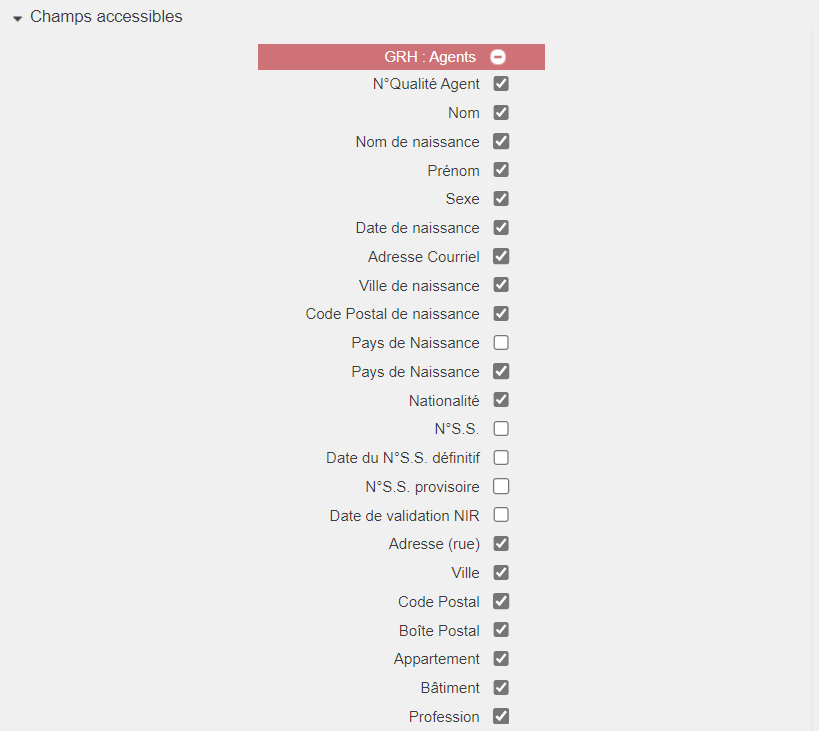 Champs accessibles
GRH : Agents
N°Qualité Agent
Nom
Nom de naissance
Prénom
Sexe
Date de naissance
Adresse Courriel
Ville de naissance
Code Postal de naissance
Pays de Naissance
Pays de Naissance
Nationalité
N°S.S.
Date du N°S.S. définitif
N°S.S. provisoire
Date de validation NIR
Adresse (rue)
Ville
Code Postal
Boîte Postal
Appartement
Bâtiment
Profession